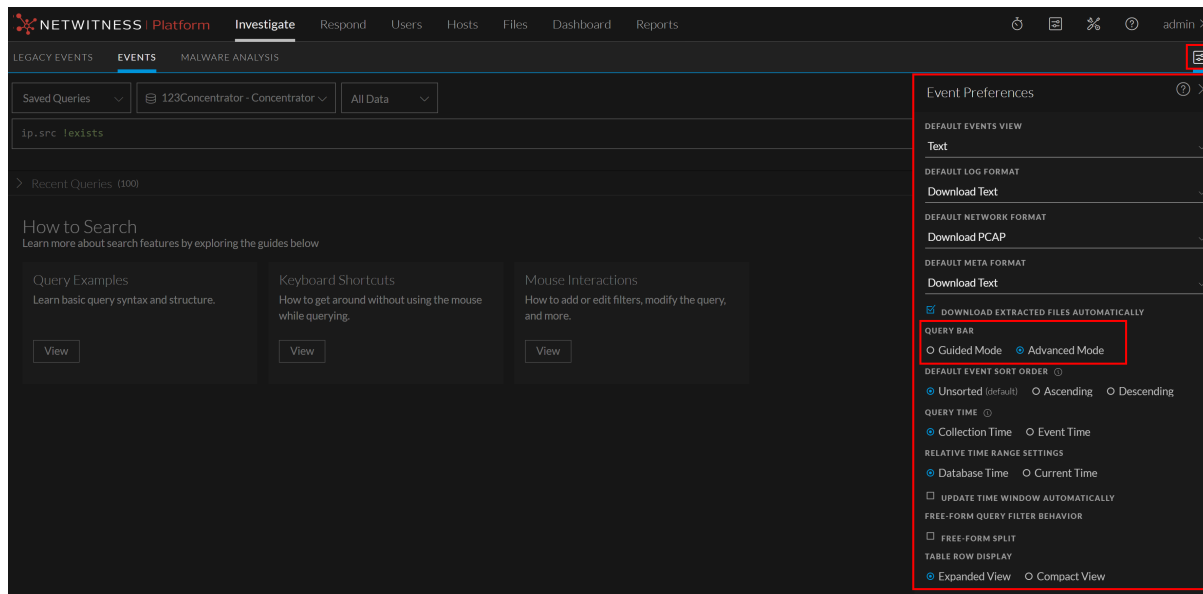 NETWITNESS | Platform Investigate Respond Users Hosts Files Dashboard Reports admin
LEGACY EVENTS EVENTS MALWARE ANALYSIS
Saved Queries 123Concentrator - Concentrator All Data
ip.src !exists
Recent Queries (100)
How to Search
Learn more about search features by exploring the guides below
Query Examples
Learn basic query syntax and structure.
View
Keyboard Shortcuts
How to get around without using the mouse
while querying.
View
Mouse Interactions
How to add or edit filters, modify the query,
and more.
View
Event Preferences
DEFAULT EVENTS VIEW
Text
DEFAULT LOG FORMAT
Download Text
DEFAULT NETWORK FORMAT
Download PCAP
DEFAULT META FORMAT
Download Text
DOWNLOAD EXTRACTED FILES AUTOMATICALLY
QUERY BAR
Guided Mode Advanced Mode
DEFAULT EVENT SORT ORDER
Unsorted (default) Ascending Descending
QUERY TIME
Collection Time Event Time
RELATIVE TIME RANGE SETTINGS
Database Time Current Time
UPDATE TIME WINDOW AUTOMATICALLY
FREE-FORM QUERY FILTER BEHAVIOR
FREE-FORM SPLIT
TABLE ROW DISPLAY
Expanded View Compact View